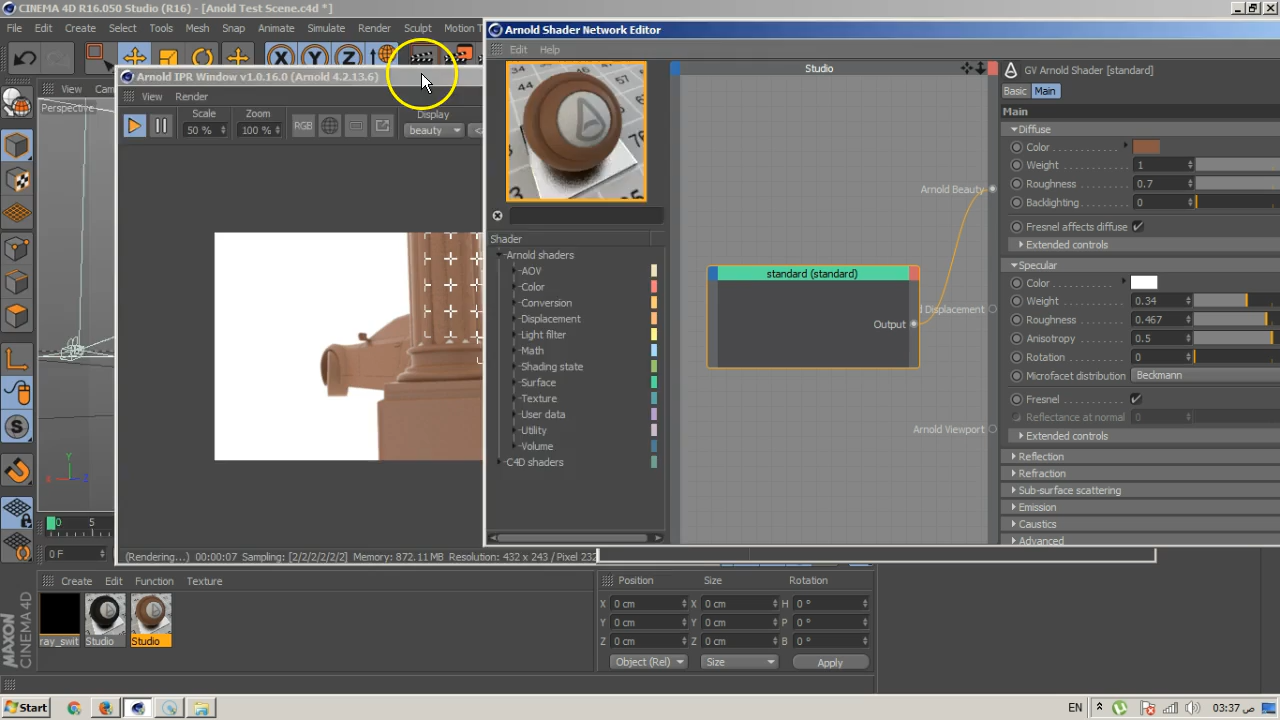 CINEMA 4D R16.050 Studio (R16) - [Anold Test Scene.c4d *]
File Edit Create Select Tools Mesh Snap Animate Simulate Render Sculpt Motion T
X Y Z
Arnold IPR Window v1.0.16.0 (Arnold 4.2.13.6)
View Cam
Perspective
View Render
Scale Zoom Display
50 % 100 % RGB beauty
(Rendering...) 00:00:07 Sampling: [2/2/2/2/2/2] Memory: 872.11 MB Resolution: 432 x 243 / Pixel 232
Arnold Shader Network Editor
Edit Help
Studio
Shader
Arnold shaders
AOV
Color
Conversion
Displacement
Light filter
Math
Shading state
Surface
Texture
User data
Utility
Volume
C4D shaders
Arnold Beauty
standard (standard)
d Displacement
Output
Arnold Viewport
GV Arnold Shader [standard]
Basic Main
Main
Diffuse
Color
Weight 1
Roughness 0.7
Backlighting 0
Fresnel affects diffuse
Extended controls
Specular
Color
Weight 0.34
Roughness 0.467
Anisotropy 0.5
Rotation 0
Microfacet distribution Beckmann
Fresnel
Reflectance at normal 0
Extended controls
Reflection
Refraction
Sub-surface scattering
Emission
Caustics
Advanced
Y
X Z
0 5
0 F
Create Edit Function Texture
ray_swit Studio Studio
Position Size Rotation
X 0 cm X 0 cm H 0 °
Y 0 cm Y 0 cm P 0 °
Z 0 cm Z 0 cm B 0 °
Object (Rel) Size Apply
MAXON
CINEMA 4D
Start EN 03:37 ص